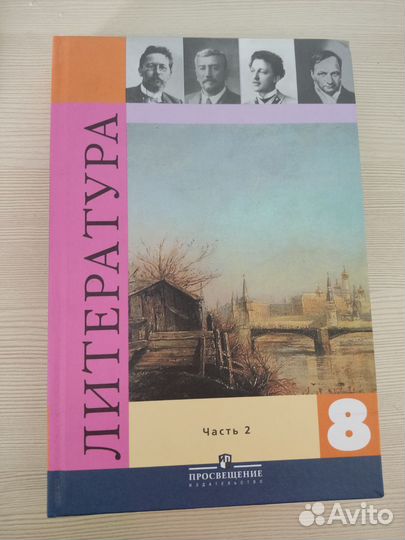 ЛИТЕРАТУРА
Часть 2
8
ПРОСВЕЩЕНИЕ
ИЗДАТЕЛЬСТВО
Avito